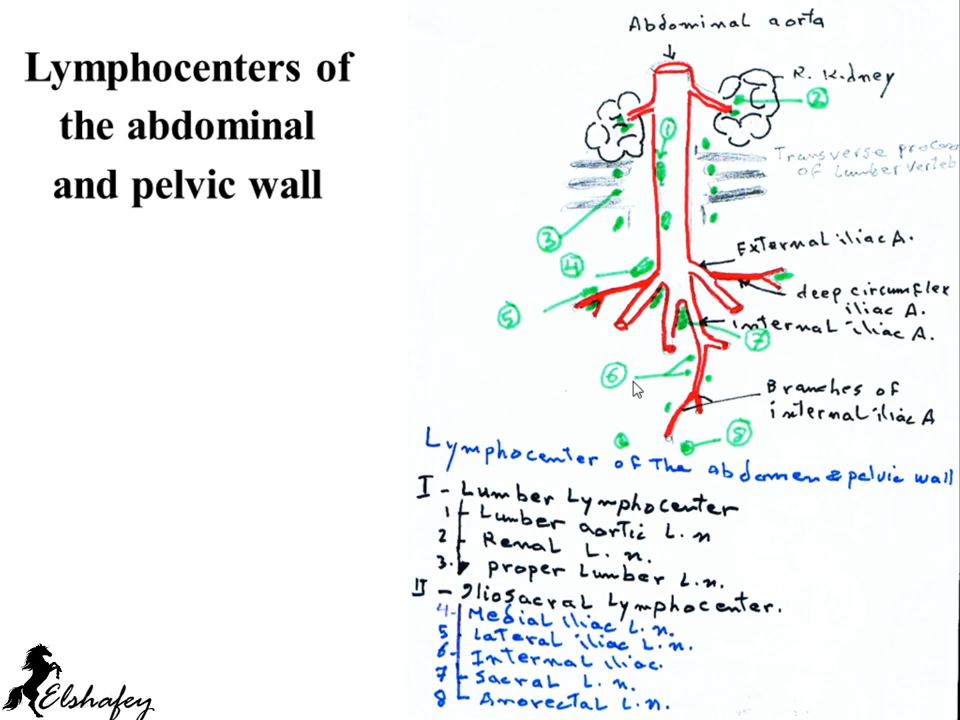 Lymphocenters of
the abdominal
and pelvic wall
Abdominal aorta
R. Kidney
2
1
Transverse proces
of Lumber verteb
3
4
External iliac A.
5
deep circumflex
iliac A.
Internal iliac A.
7
6
Branches of
internal iliac A
8
Lymphocenter of The abdomen & pelvic wall
I - Lumber Lymphocenter
1 - Lumber aortic L.n
2 - Renal L. n.
3. proper Lumber L.n.
II - Iliosacral Lymphocenter.
4- Medial iliac L.n.
5 Lateral iliac L.n.
6- Internal iliac.
7 - Sacral L.n.
8 - Anorectal L.n.
Elshafey